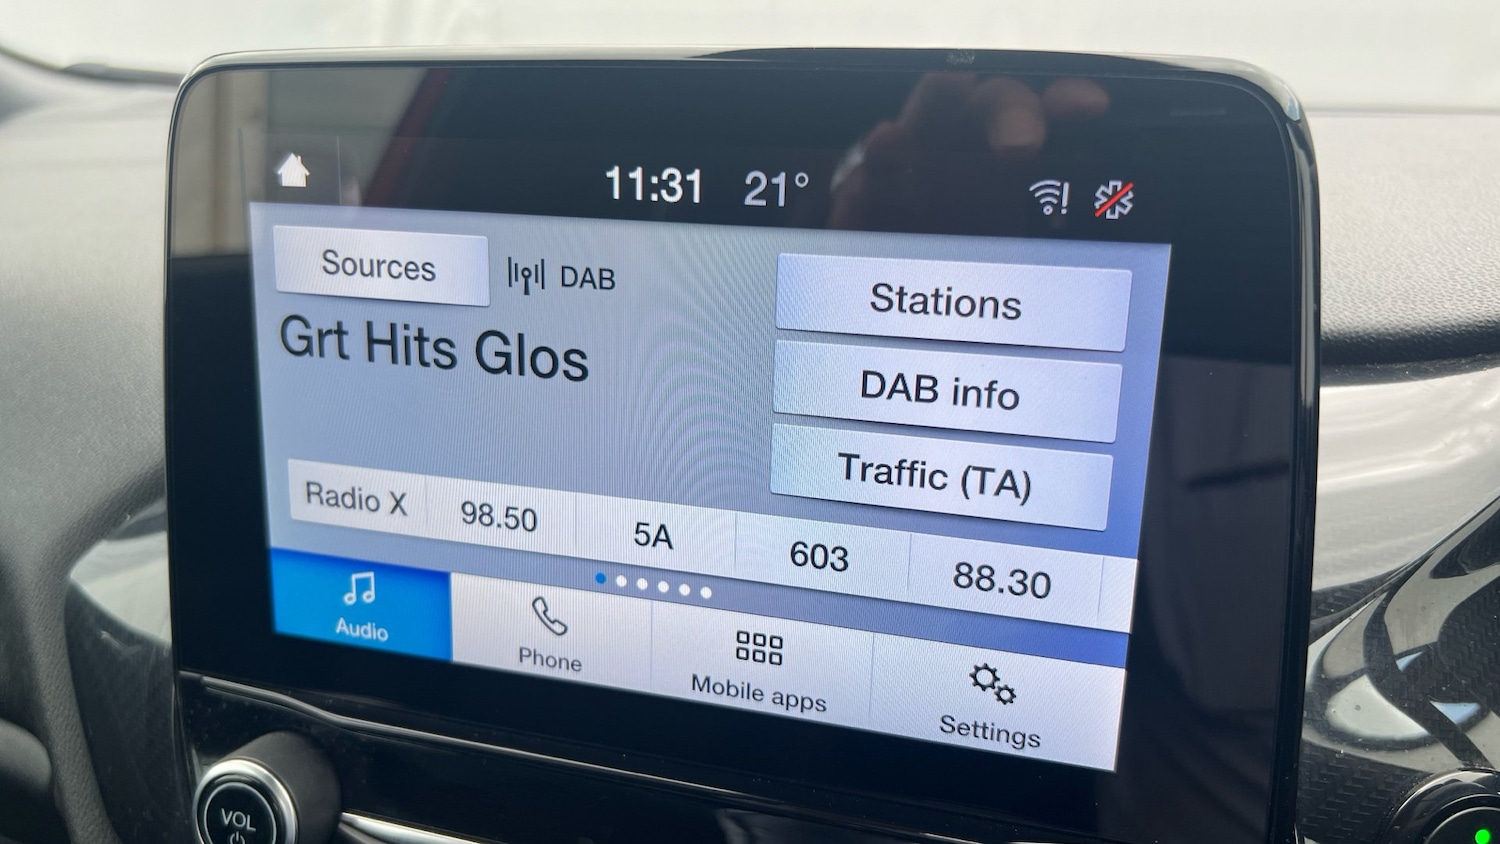 11:31 21°
Sources
DAB
Grt Hits Glos
Stations
DAB info
Traffic (TA)
Radio X 98.50 5A 603 88.30
Audio Phone Mobile apps Settings
VOL